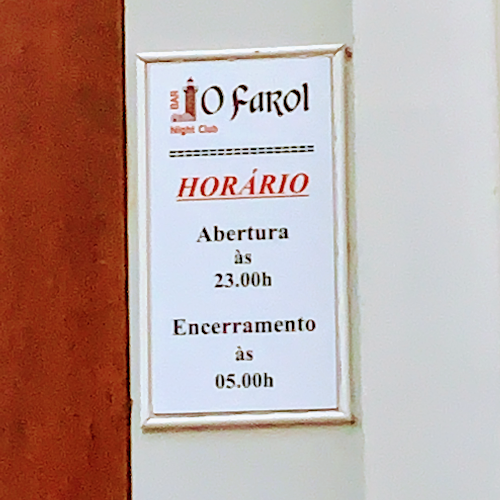 BAR
O Farol
Night Club
====================
HORÁRIO
Abertura
às
23.00h
Encerramento
às
05.00h